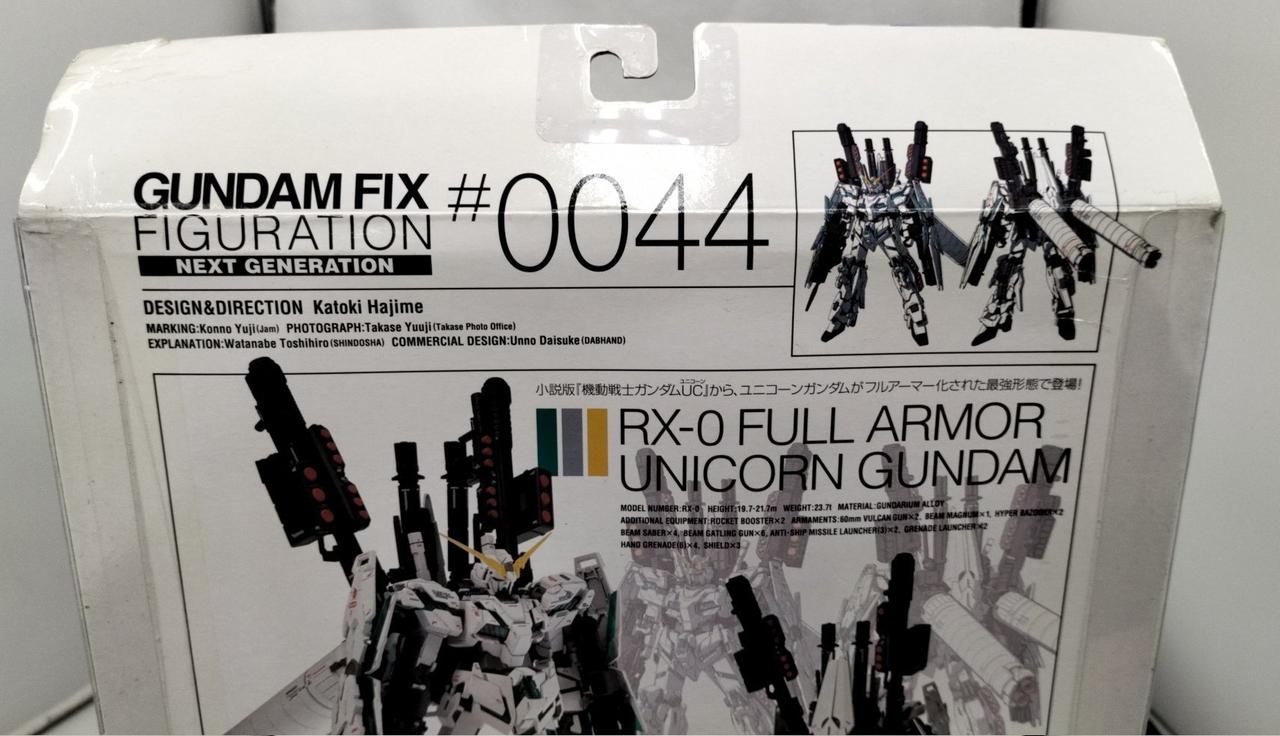 GUNDAM FIX
FIGURATION
NEXT GENERATION
#0044
DESIGN&DIRECTION Katoki Hajime
MARKING:Konno Yuji(Jam) PHOTOGRAPH:Takase Yuuji(Takase Photo Office)
EXPLANATION:Watanabe Toshihiro(SHINDOSHA) COMMERCIAL DESIGN:Unno Daisuke(DABHAND)
ユニコーン
小説版『機動戦士ガンダムUC』から、ユニコーンガンダムがフルアーマー化された最強形態で登場!
RX-0 FULL ARMOR
UNICORN GUNDAM
MODEL NUMBER:RX-0 HEIGHT:19.7-21.7m WEIGHT:23.7t MATERIAL:GUNDARIUM ALLOY
ADDITIONAL EQUIPMENT:ROCKET BOOSTER×2 ARMAMENTS:60mm VULCAN GUN×2, BEAM MAGNUM×1, HYPER BAZOOKA×2
BEAM SABER×4, BEAM GATLING GUN×6, ANTI-SHIP MISSILE LAUNCHER(3)×2, GRENADE LAUNCHER×2
HAND GRENADE(6)×4, SHIELD×3